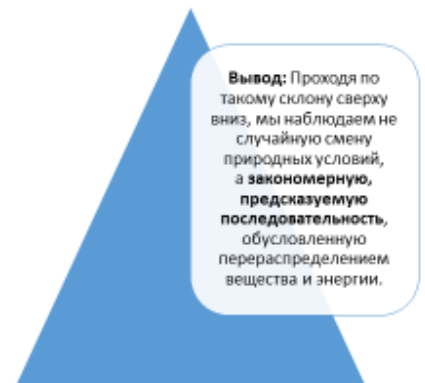 Вывод: Проходя по
такому склону сверху
вниз, мы наблюдаем не
случайную смену
природных условий,
а закономерную,
предсказуемую
последовательность,
обусловленную
перераспределением
вещества и энергии.